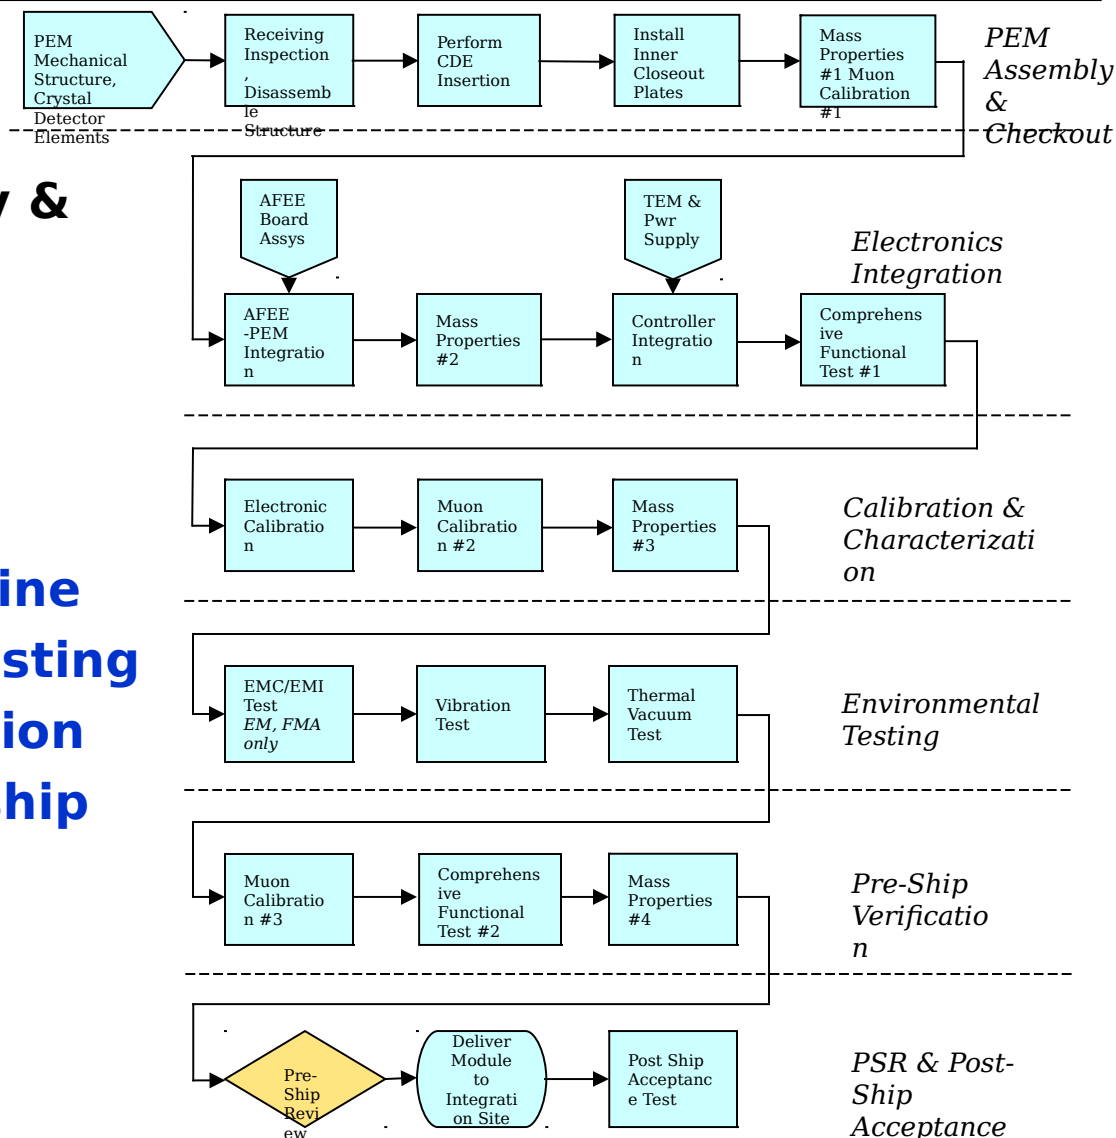 PEM
Mechanical
Structure,
Crystal
Detector
Elements
Receiving
Inspection
,
Disassemb
le
Structure
Perform
CDE
Insertion
Install
Inner
Closeout
Plates
Mass
Properties
#1 Muon
Calibration
#1
PEM
Assembly
&
Checkout
&
AFEE
Board
Assys
TEM &
Pwr
Supply
Electronics
Integration
AFEE
-PEM
Integratio
n
Mass
Properties
#2
Controller
Integratio
n
Comprehens
ive
Functional
Test #1
Electronic
Calibratio
n
Muon
Calibratio
n #2
Mass
Properties
#3
Calibration &
Characterizati
on
ine
sting
ion
hip
EMC/EMI
Test
EM, FMA
only
Vibration
Test
Thermal
Vacuum
Test
Environmental
Testing
Muon
Calibratio
n #3
Comprehens
ive
Functional
Test #2
Mass
Properties
#4
Pre-Ship
Verificatio
n
Pre-
Ship
Revi
ew
Deliver
Module
to
Integrati
on Site
Post Ship
Acceptanc
e Test
PSR & Post-
Ship
Acceptance